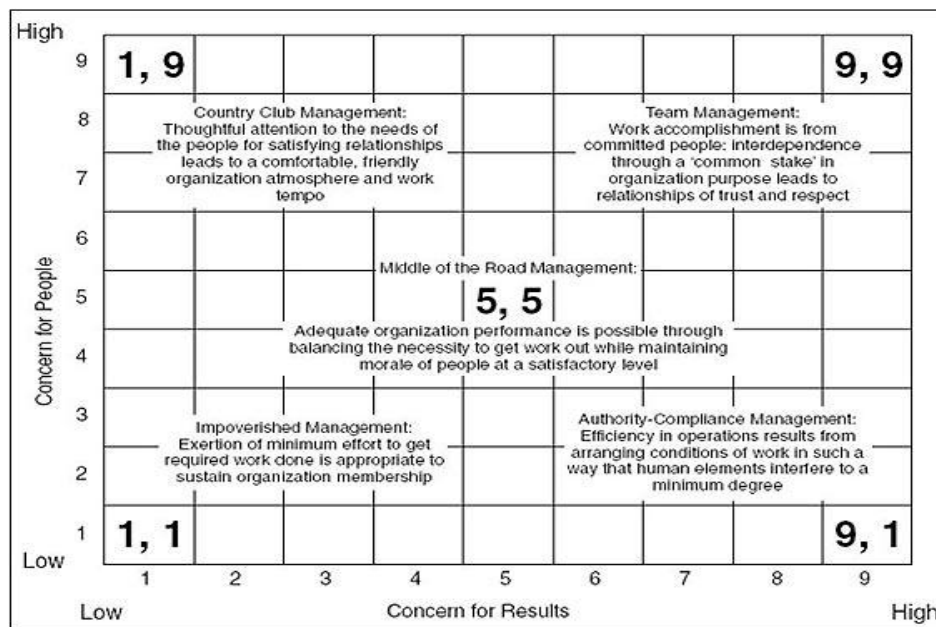 High
9
1, 9
9, 9
8
Country Club Management:
Thoughtful attention to the needs of
the people for satisfying relationships
leads to a comfortable, friendly
organization atmosphere and work
tempo
Team Management:
Work accomplishment is from
committed people: interdependence
through a ‘common stake’ in
organization purpose leads to
relationships of trust and respect
7
6
Concern for People
Middle of the Road Management:
5
5, 5
Adequate organization performance is possible through
balancing the necessity to get work out while maintaining
morale of people at a satisfactory level
4
3
Impoverished Management:
Exertion of minimum effort to get
required work done is appropriate to
sustain organization membership
Authority-Compliance Management:
Efficiency in operations results from
arranging conditions of work in such a
way that human elements interfere to a
minimum degree
2
1
1, 1
9, 1
Low
1 2 3 4 5 6 7 8 9
Low
Concern for Results
High